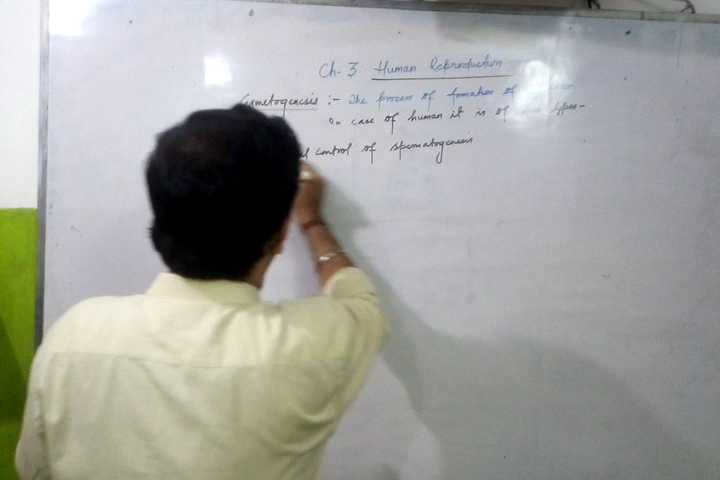 Ch-3 Human Reproduction
Gametogenesis :- The process of formation of
In case of human it is of types-
control of spermatogenesis